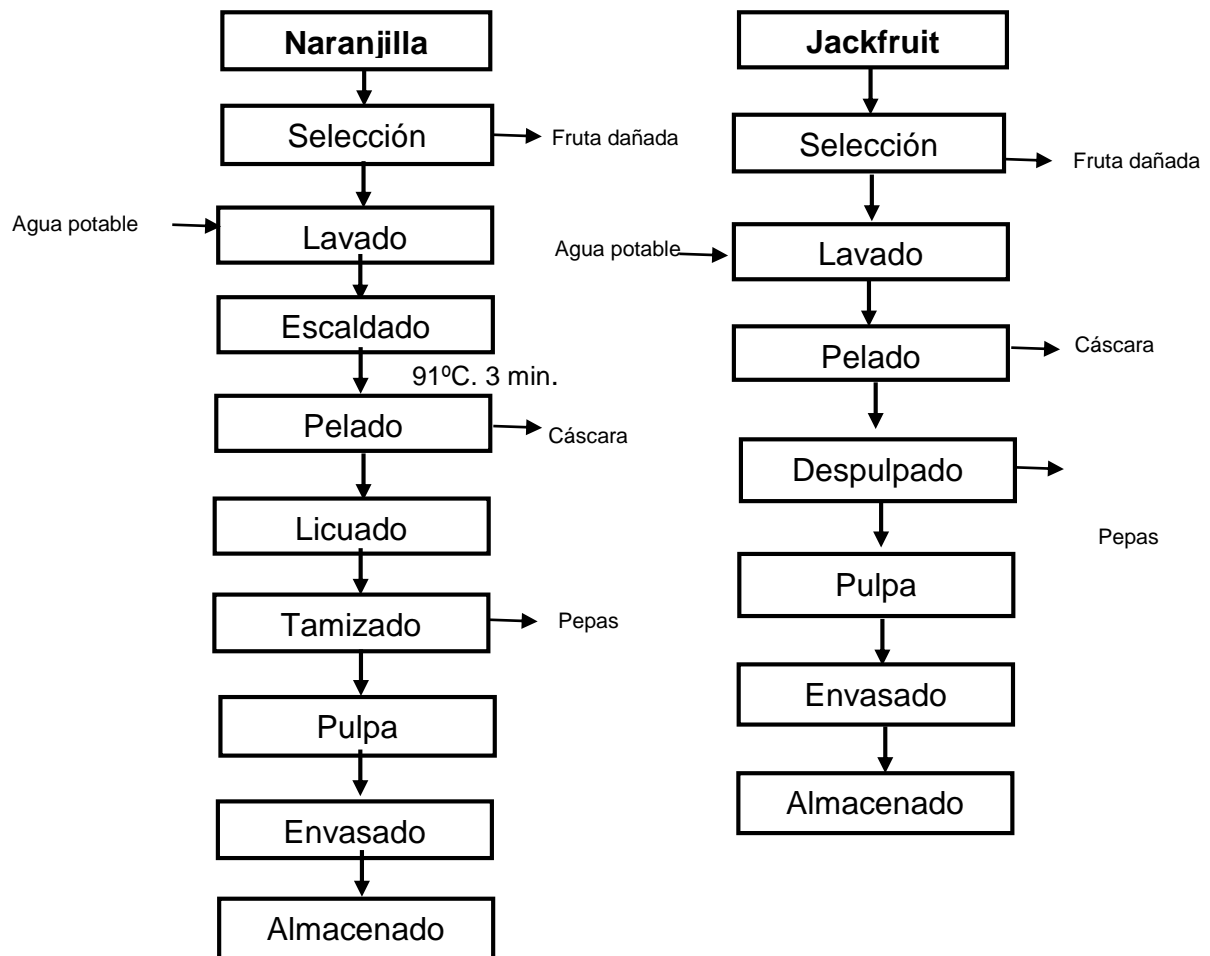 Naranjilla
Selección
Fruta dañada
Agua potable
Lavado
Escaldado
91ºC. 3 min.
Pelado
Cáscara
Licuado
Tamizado
Pepas
Pulpa
Envasado
Almacenado
Jackfruit
Selección
Fruta dañada
Agua potable
Lavado
Pelado
Cáscara
Despulpado
Pepas
Pulpa
Envasado
Almacenado